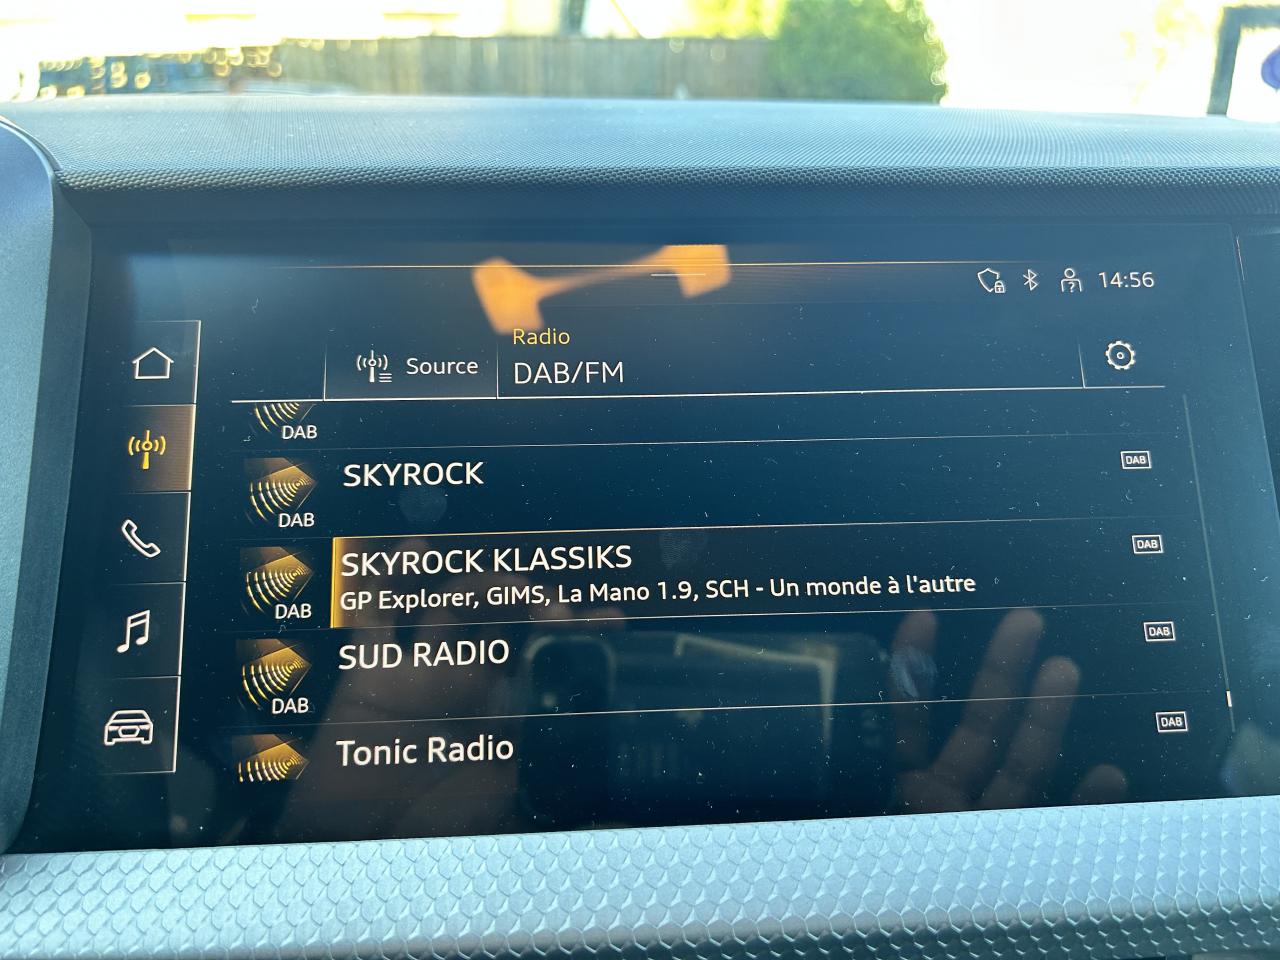 14:56
Radio
Source
DAB/FM
DAB
SKYROCK
DAB
DAB
SKYROCK KLASSIKS
DAB
GP Explorer, GIMS, La Mano 1.9, SCH - Un monde à l'autre
DAB
SUD RADIO
DAB
DAB
Tonic Radio
DAB